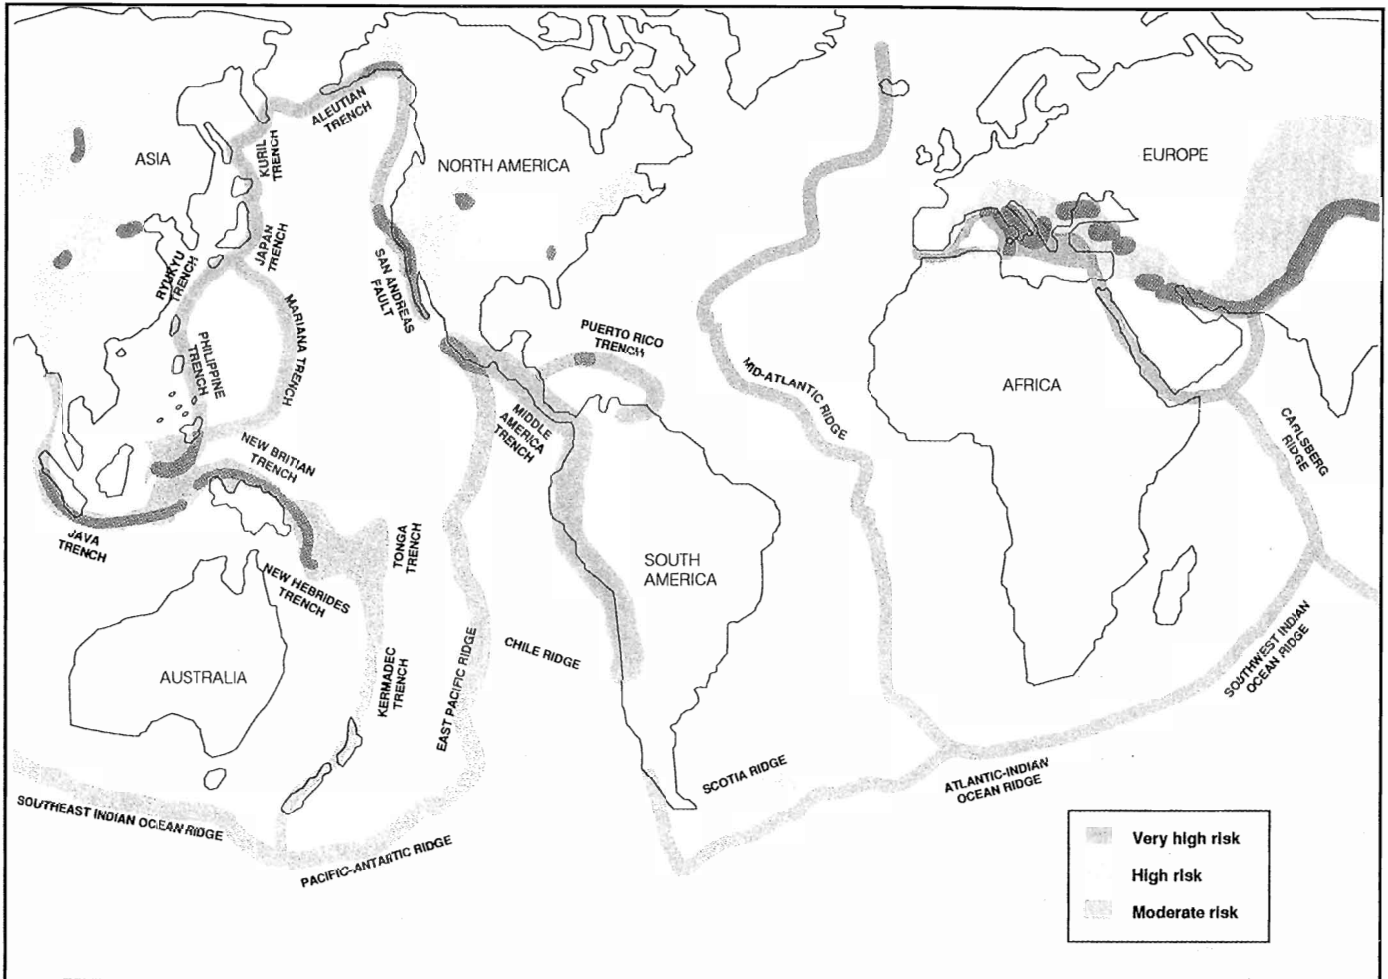 ALEUTIAN
TRENCH
ASIA
KURIL
TRENCH
NORTH AMERICA
EUROPE
JAPAN
TRENCH
RYUKYU
TRENCH
SAN ANDREAS
FAULT
MARIANA TRENCH
PHILIPPINE
TRENCH
PUERTO RICO
TRENCH
MID-ATLANTIC RIDGE
AFRICA
MIDDLE
AMERICA
TRENCH
CARLSBERG
RIDGE
NEW BRITIAN
TRENCH
JAVA
TRENCH
TONGA
TRENCH
NEW HEBRIDES
TRENCH
SOUTH
AMERICA
CHILE RIDGE
SOUTHWEST INDIAN
OCEAN RIDGE
AUSTRALIA
KERMADEC
TRENCH
EAST PACIFIC RIDGE
SCOTIA RIDGE
ATLANTIC-INDIAN
OCEAN RIDGE
SOUTHEAST INDIAN OCEAN RIDGE
PACIFIC-ANTARTIC RIDGE
Very high risk
High risk
Moderate risk